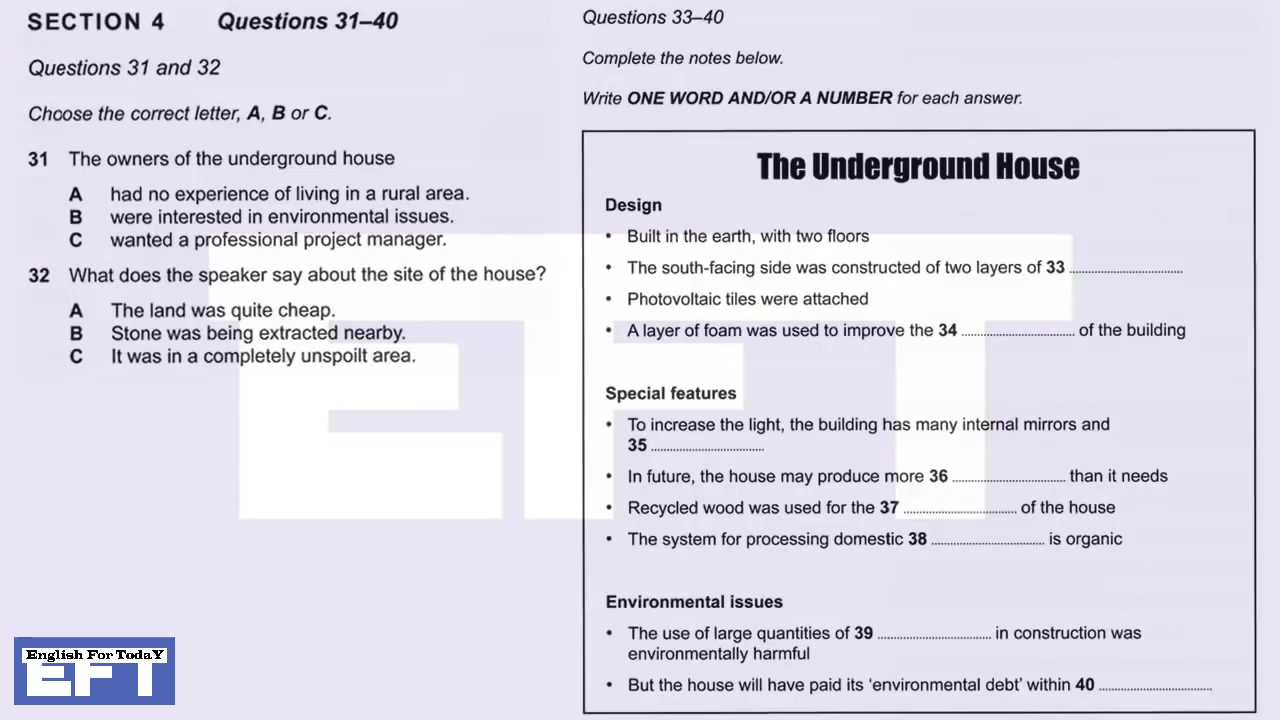 SECTION 4 Questions 31–40
Questions 31 and 32
Choose the correct letter, A, B or C.
31 The owners of the underground house
A had no experience of living in a rural area.
B were interested in environmental issues.
C wanted a professional project manager.
32 What does the speaker say about the site of the house?
A The land was quite cheap.
B Stone was being extracted nearby.
C It was in a completely unspoilt area.
Questions 33–40
Complete the notes below.
Write ONE WORD AND/OR A NUMBER for each answer.
The Underground House
Design
• Built in the earth, with two floors
• The south-facing side was constructed of two layers of 33 ..............................
• Photovoltaic tiles were attached
• A layer of foam was used to improve the 34 .............................. of the building
Special features
• To increase the light, the building has many internal mirrors and
35 ..............................
• In future, the house may produce more 36 .............................. than it needs
• Recycled wood was used for the 37 .............................. of the house
• The system for processing domestic 38 .............................. is organic
Environmental issues
• The use of large quantities of 39 .............................. in construction was
environmentally harmful
• But the house will have paid its ‘environmental debt’ within 40 ..............................
EFT
English For TodaY
EFT